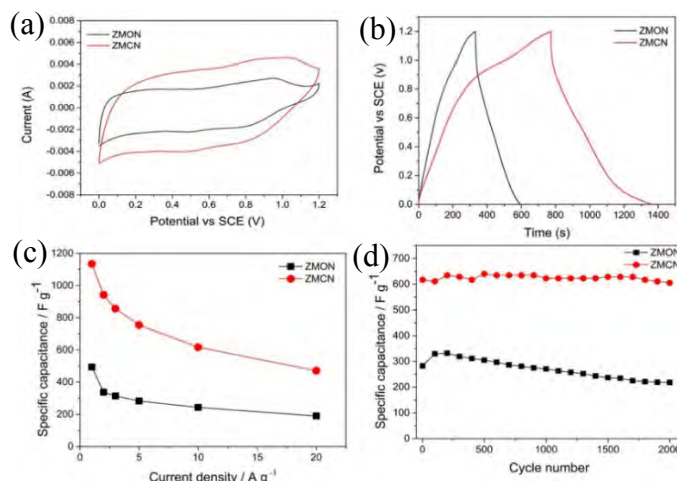 (a)
0.008
0.006
0.004
0.002
0.000
-0.002
-0.004
-0.006
-0.008
Current (A)
ZMON
ZMCN
0.0 0.2 0.4 0.6 0.8 1.0 1.2
Potential vs SCE (V)
(b)
1.4
1.2
1.0
0.8
0.6
0.4
0.2
0.0
Potential vs SCE (v)
ZMON
ZMCN
0 200 400 600 800 1000 1200 1400
Time (s)
(c)
1200
1000
800
600
400
200
0
Specific capacitance / F g⁻¹
ZMON
ZMCN
0 5 10 15 20
Current density / A g⁻¹
(d)
700
600
500
400
300
200
100
0
Specific capacitance / F g⁻¹
ZMON
ZMCN
0 500 1000 1500 2000
Cycle number